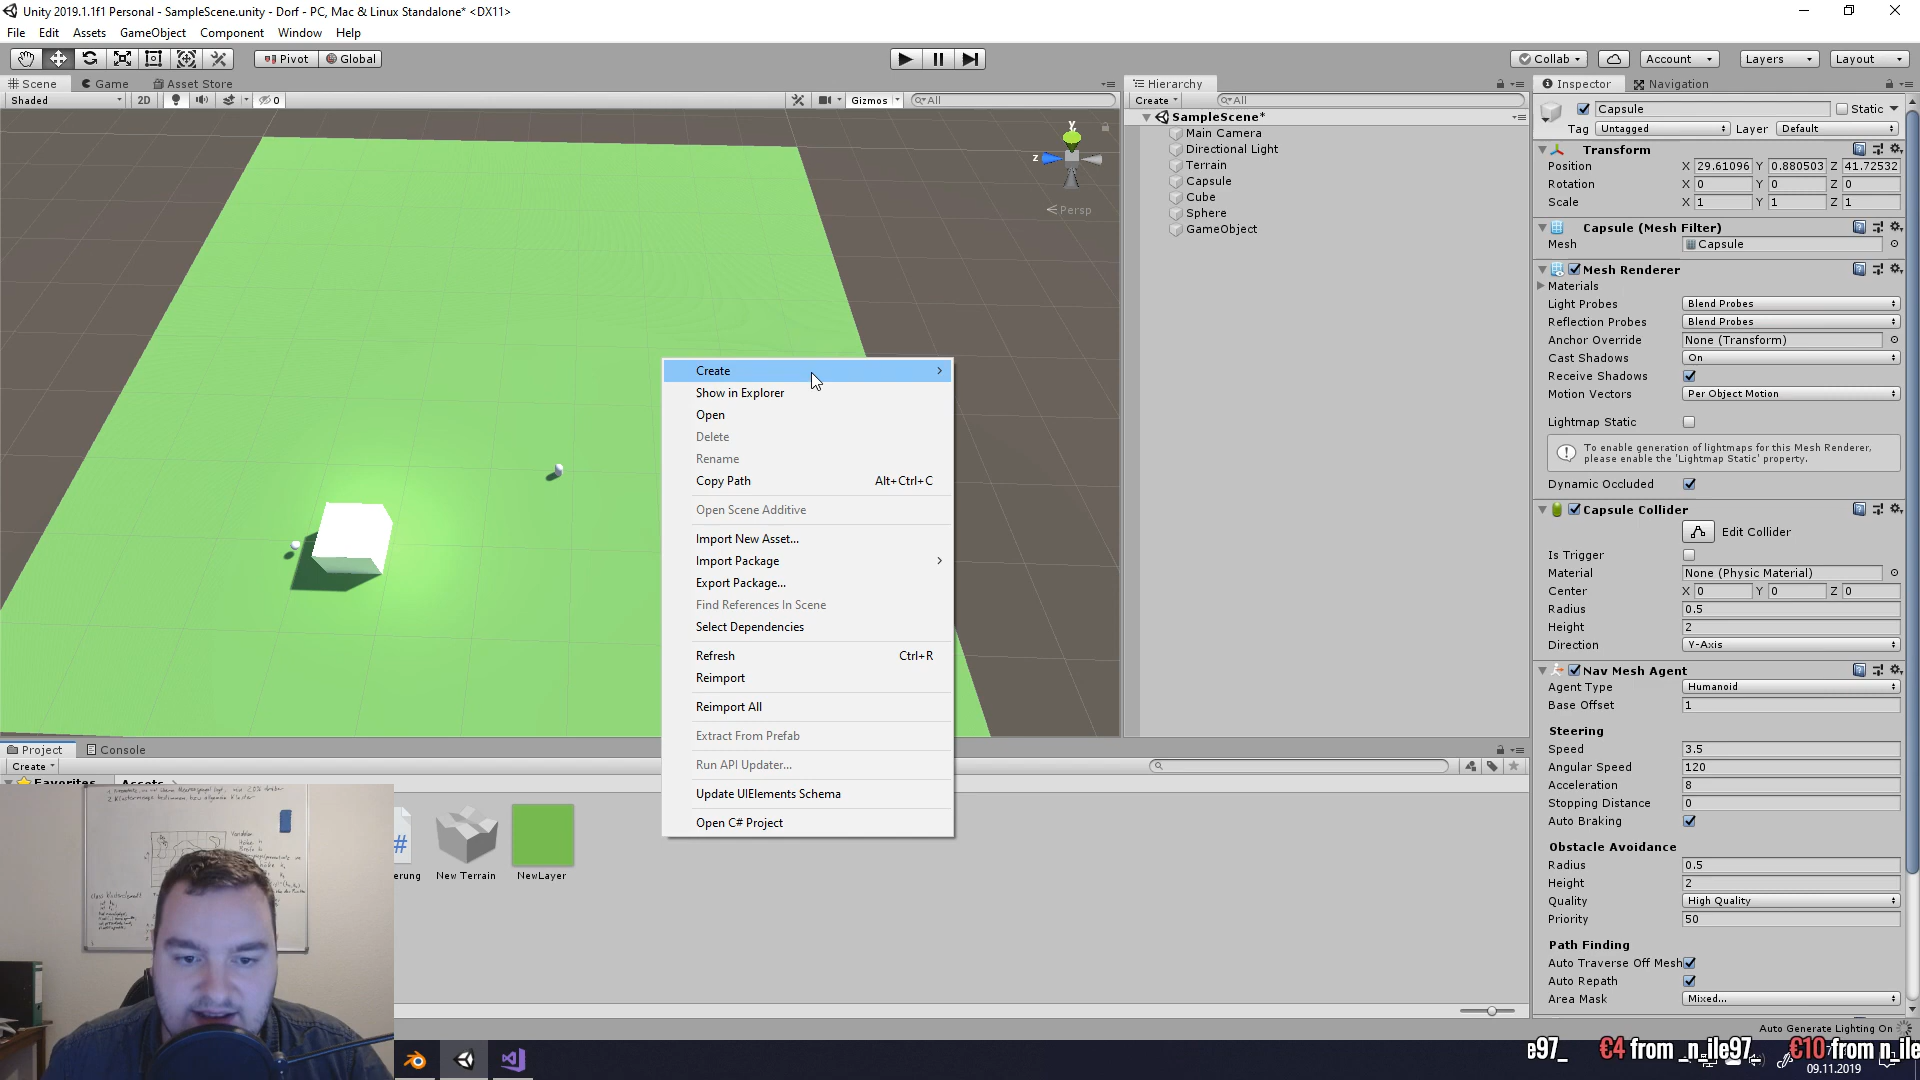 Unity 2019.1.1f1 Personal - SampleScene.unity - Dorf - PC, Mac & Linux Standalone* <DX11>
File Edit Assets GameObject Component Window Help
Pivot Global Collab Account Layers Layout
Scene Game Asset Store
Shaded 2D 0 Gizmos All
Y
Z
Persp
Hierarchy
Create All
SampleScene*
Main Camera
Directional Light
Terrain
Capsule
Cube
Sphere
GameObject
Create
Show in Explorer
Open
Delete
Rename
Copy Path Alt+Ctrl+C
Open Scene Additive
Import New Asset...
Import Package
Export Package...
Find References In Scene
Select Dependencies
Refresh Ctrl+R
Reimport
Reimport All
Extract From Prefab
Run API Updater...
Update UIElements Schema
Open C# Project
Project Console
Create
Favorites Assets
erung New Terrain NewLayer
Inspector Navigation
Capsule Static
Tag Untagged Layer Default
Transform
Position X 29.61096 Y 0.880503 Z 41.72532
Rotation X 0 Y 0 Z 0
Scale X 1 Y 1 Z 1
Capsule (Mesh Filter)
Mesh Capsule
Mesh Renderer
Materials
Light Probes Blend Probes
Reflection Probes Blend Probes
Anchor Override None (Transform)
Cast Shadows On
Receive Shadows
Motion Vectors Per Object Motion
Lightmap Static
To enable generation of lightmaps for this Mesh Renderer,
please enable the 'Lightmap Static' property.
Dynamic Occluded
Capsule Collider
Edit Collider
Is Trigger
Material None (Physic Material)
Center X 0 Y 0 Z 0
Radius 0.5
Height 2
Direction Y-Axis
Nav Mesh Agent
Agent Type Humanoid
Base Offset 1
Steering
Speed 3.5
Angular Speed 120
Acceleration 8
Stopping Distance 0
Auto Braking
Obstacle Avoidance
Radius 0.5
Height 2
Quality High Quality
Priority 50
Path Finding
Auto Traverse Off Mesh
Auto Repath
Area Mask Mixed...
Auto Generate Lighting On
e97_ €4 from _n_ile97_ €10 from n_ile
09.11.2019